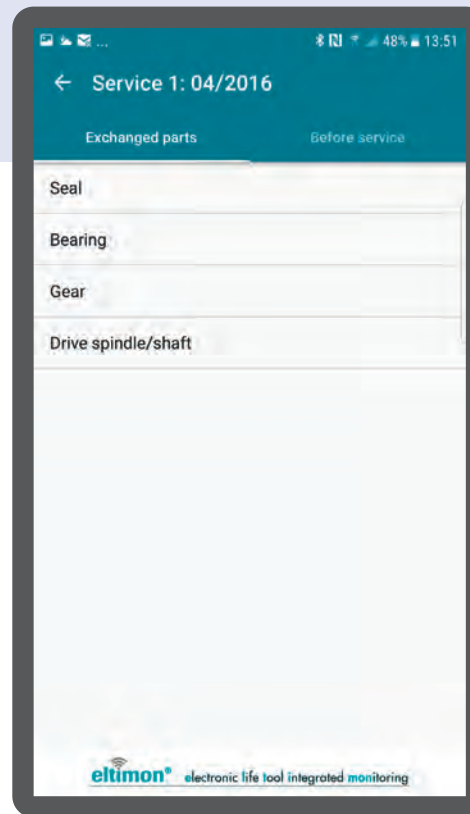 ... 48% 13:51
← Service 1: 04/2016
Exchanged parts Before service
Seal
Bearing
Gear
Drive spindle/shaft
eltimon® electronic life tool integrated monitoring